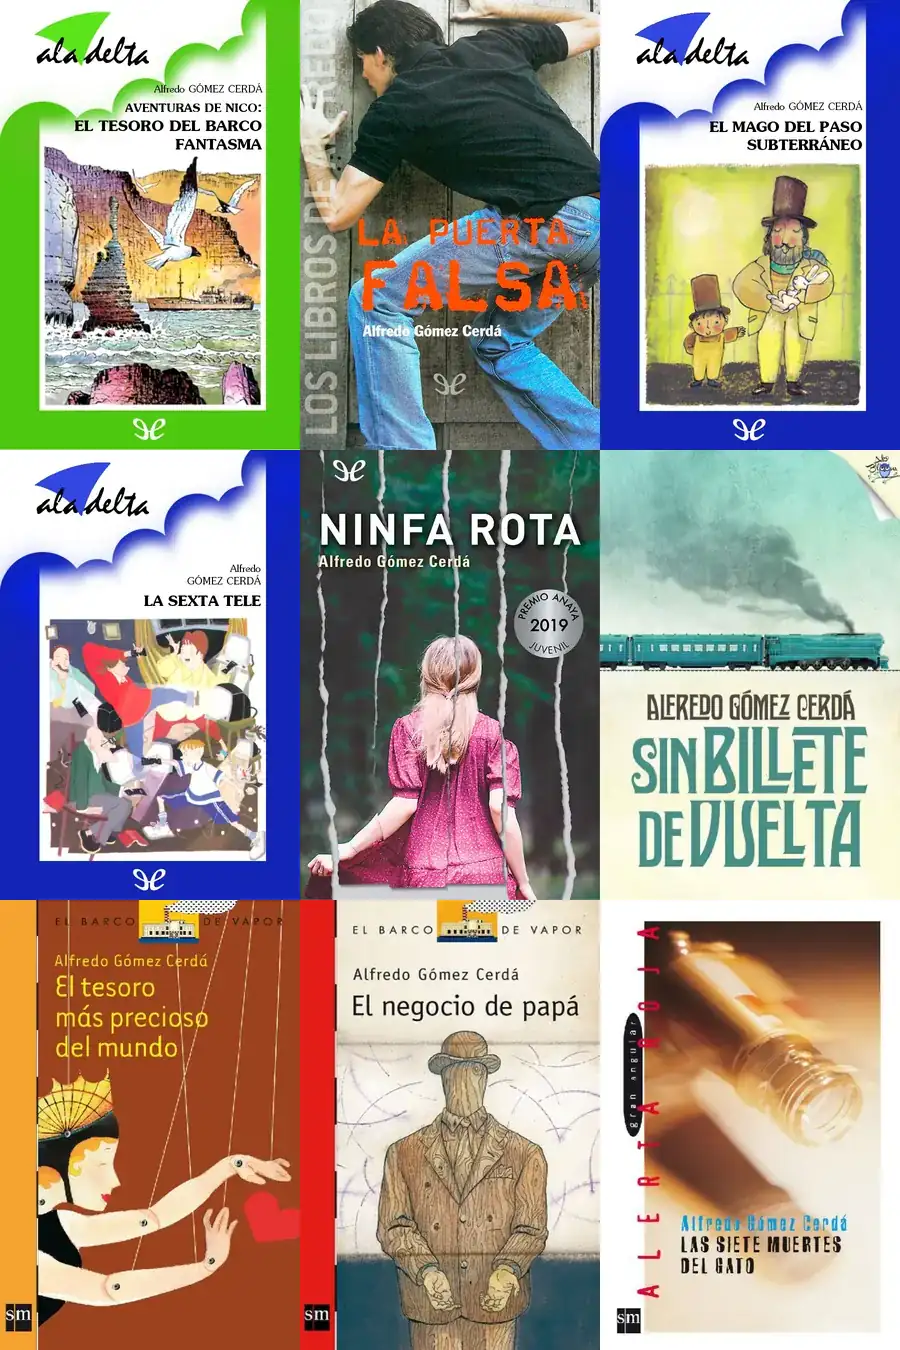 ala delta
Alfredo GÓMEZ CERDÁ
AVENTURAS DE NICO:
EL TESORO DEL BARCO
FANTASMA
LOS LIBROS DE
LA PUERTA
FALSA
Alfredo Gómez Cerdá
ala delta
Alfredo GÓMEZ CERDÁ
EL MAGO DEL PASO
SUBTERRÁNEO
ala delta
Alfredo
GÓMEZ CERDÁ
LA SEXTA TELE
NINFA ROTA
Alfredo Gómez Cerdá
PREMIO ANAYA
2019
JUVENIL
ALFREDO GÓMEZ CERDÁ
SIN BILLETE
DE VUELTA
EL BARCO DE VAPOR
Alfredo Gómez Cerdá
El tesoro
más precioso
del mundo
sm
EL BARCO DE VAPOR
Alfredo Gómez Cerdá
El negocio de papá
sm
ALERTA ROJA
gran angular
Alfredo Gómez Cerdá
LAS SIETE MUERTES
DEL GATO
sm